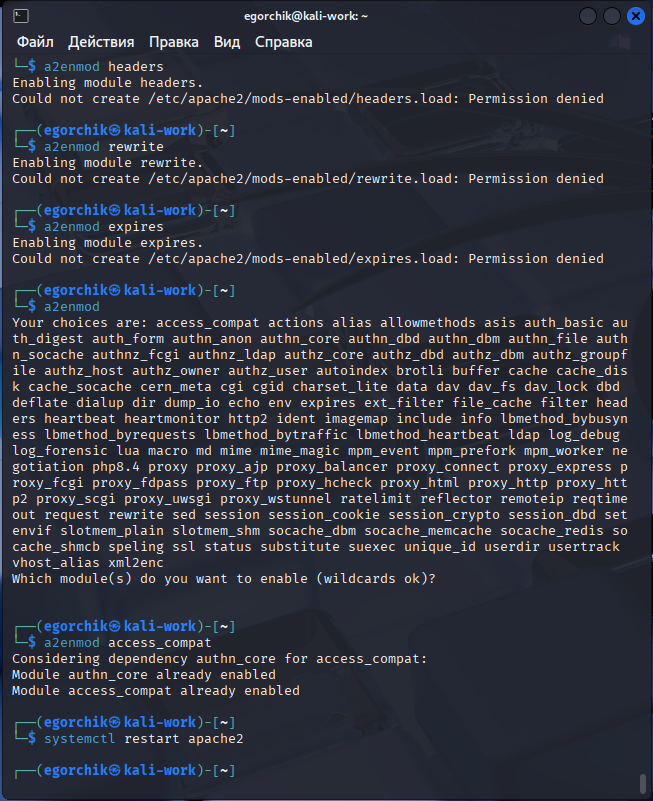 egorchik@kali-work: ~
Файл Действия Правка Вид Справка
└─$ a2enmod headers
Enabling module headers.
Could not create /etc/apache2/mods-enabled/headers.load: Permission denied
┌──(egorchik㉿kali-work)-[~]
└─$ a2enmod rewrite
Enabling module rewrite.
Could not create /etc/apache2/mods-enabled/rewrite.load: Permission denied
┌──(egorchik㉿kali-work)-[~]
└─$ a2enmod expires
Enabling module expires.
Could not create /etc/apache2/mods-enabled/expires.load: Permission denied
┌──(egorchik㉿kali-work)-[~]
└─$ a2enmod
Your choices are: access_compat actions alias allowmethods asis auth_basic au
th_digest auth_form authn_anon authn_core authn_dbd authn_dbm authn_file auth
n_socache authnz_fcgi authnz_ldap authz_core authz_dbd authz_dbm authz_groupf
ile authz_host authz_owner authz_user autoindex brotli buffer cache cache_dis
k cache_socache cern_meta cgi cgid charset_lite data dav dav_fs dav_lock dbd
deflate dialup dir dump_io echo env expires ext_filter file_cache filter head
ers heartbeat heartmonitor http2 ident imagemap include info lbmethod_bybusyn
ess lbmethod_byrequests lbmethod_bytraffic lbmethod_heartbeat ldap log_debug
log_forensic lua macro md mime mime_magic mpm_event mpm_prefork mpm_worker ne
gotiation php8.4 proxy proxy_ajp proxy_balancer proxy_connect proxy_express p
roxy_fcgi proxy_fdpass proxy_ftp proxy_hcheck proxy_html proxy_http proxy_htt
p2 proxy_scgi proxy_uwsgi proxy_wstunnel ratelimit reflector remoteip reqtime
out request rewrite sed session session_cookie session_crypto session_dbd set
envif slotmem_plain slotmem_shm socache_dbm socache_memcache socache_redis so
cache_shmcb speling ssl status substitute suexec unique_id userdir usertrack
vhost_alias xml2enc
Which module(s) do you want to enable (wildcards ok)?
┌──(egorchik㉿kali-work)-[~]
└─$ a2enmod access_compat
Considering dependency authn_core for access_compat:
Module authn_core already enabled
Module access_compat already enabled
┌──(egorchik㉿kali-work)-[~]
└─$ systemctl restart apache2
┌──(egorchik㉿kali-work)-[~]